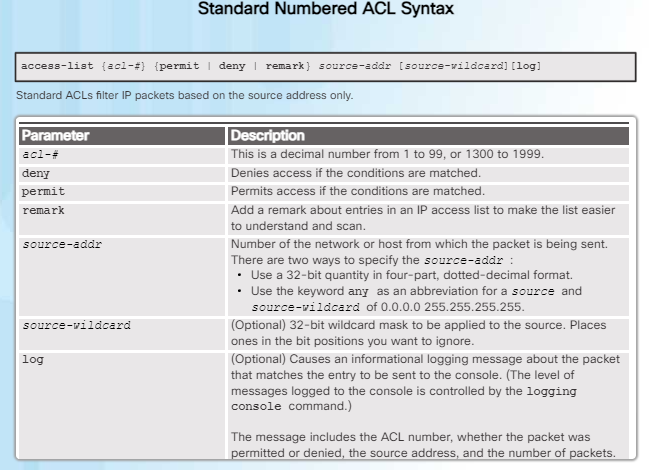 Standard Numbered ACL Syntax
access-list {acl-#} {permit | deny | remark} source-addr [source-wildcard][log]
Standard ACLs filter IP packets based on the source address only.
Parameter Description
acl-# This is a decimal number from 1 to 99, or 1300 to 1999.
deny Denies access if the conditions are matched.
permit Permits access if the conditions are matched.
remark Add a remark about entries in an IP access list to make the list easier
to understand and scan.
source-addr Number of the network or host from which the packet is being sent.
There are two ways to specify the source-addr :
• Use a 32-bit quantity in four-part, dotted-decimal format.
• Use the keyword any as an abbreviation for a source and
source-wildcard of 0.0.0.0 255.255.255.255.
source-wildcard (Optional) 32-bit wildcard mask to be applied to the source. Places
ones in the bit positions you want to ignore.
log (Optional) Causes an informational logging message about the packet
that matches the entry to be sent to the console. (The level of
messages logged to the console is controlled by the logging
console command.)
The message includes the ACL number, whether the packet was
permitted or denied, the source address, and the number of packets.